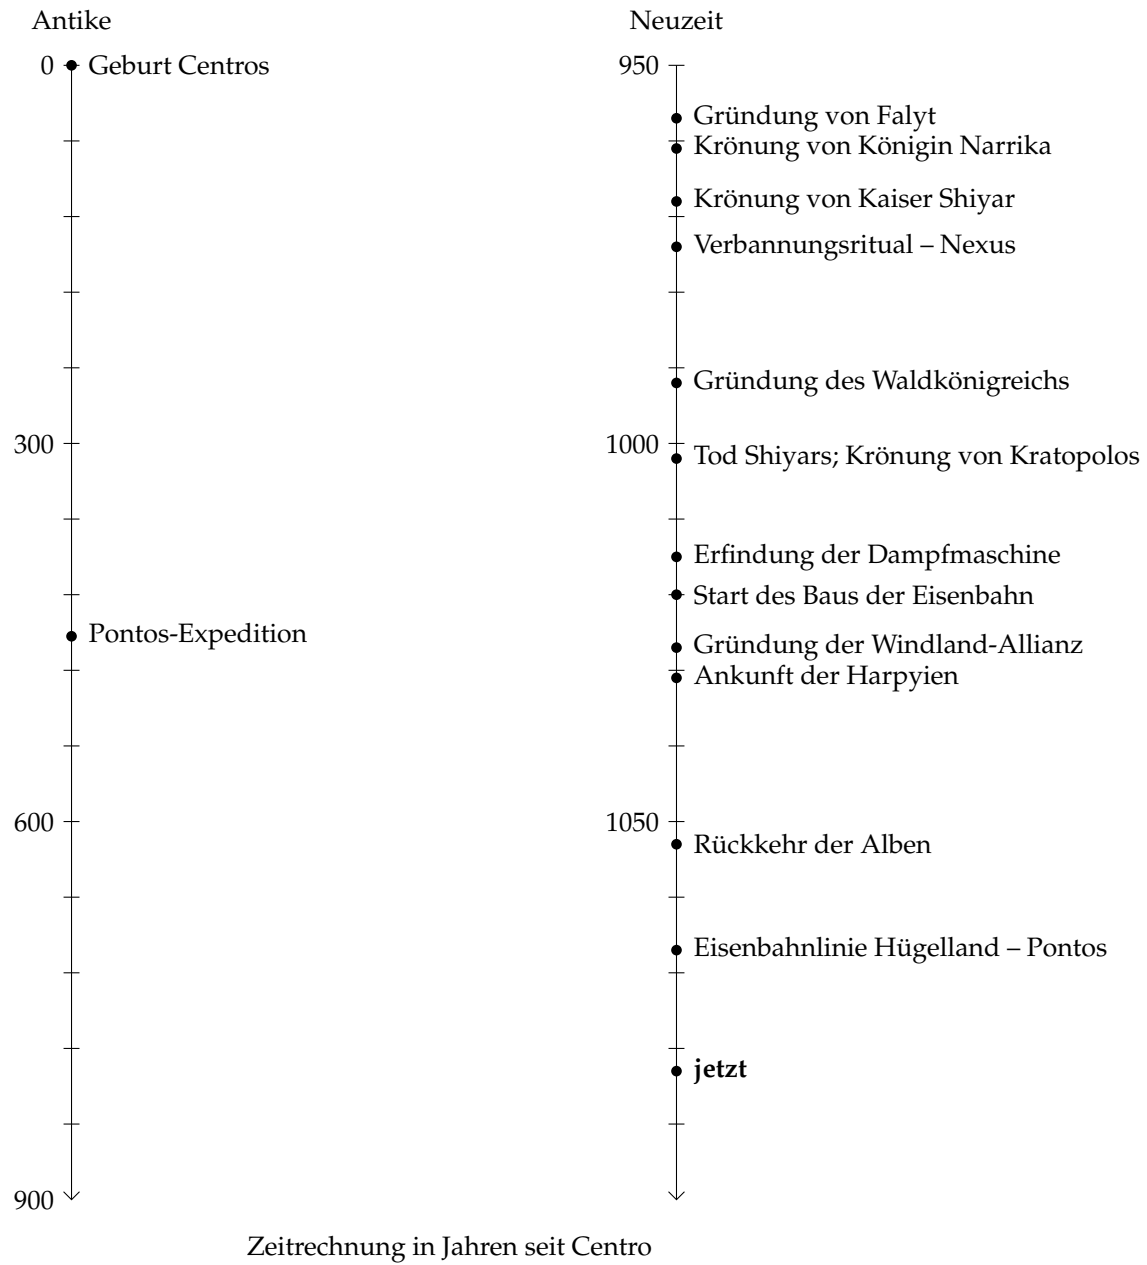 Antike
0
Geburt Centros
300
Pontos-Expedition
600
900
Neuzeit
950
Gründung von Falyt
Krönung von Königin Narrika
Krönung von Kaiser Shiyar
Verbannungsritual – Nexus
Gründung des Waldkönigreichs
1000
Tod Shiyars; Krönung von Kratopolos
Erfindung der Dampfmaschine
Start des Baus der Eisenbahn
Gründung der Windland-Allianz
Ankunft der Harpyien
1050
Rückkehr der Alben
Eisenbahnlinie Hügelland – Pontos
jetzt
Zeitrechnung in Jahren seit Centro